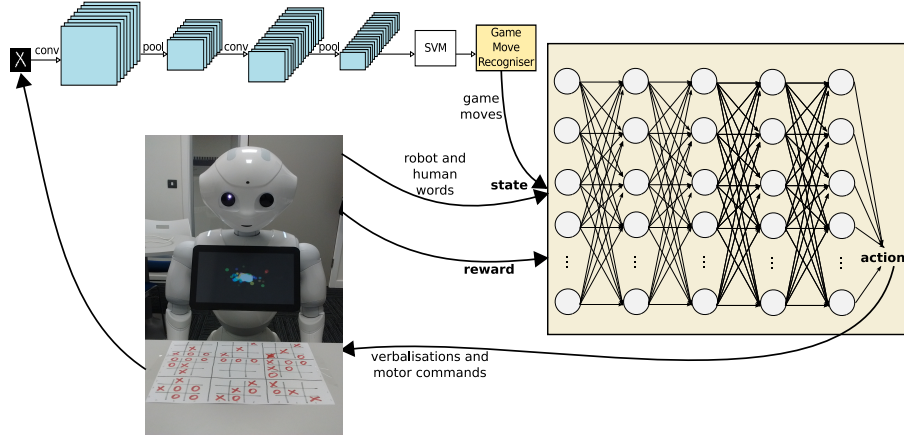 X
conv
pool
conv
pool
SVM
Game
Move
Recogniser
game
moves
robot and
human
words
state
reward
action
verbalisations and
motor commands